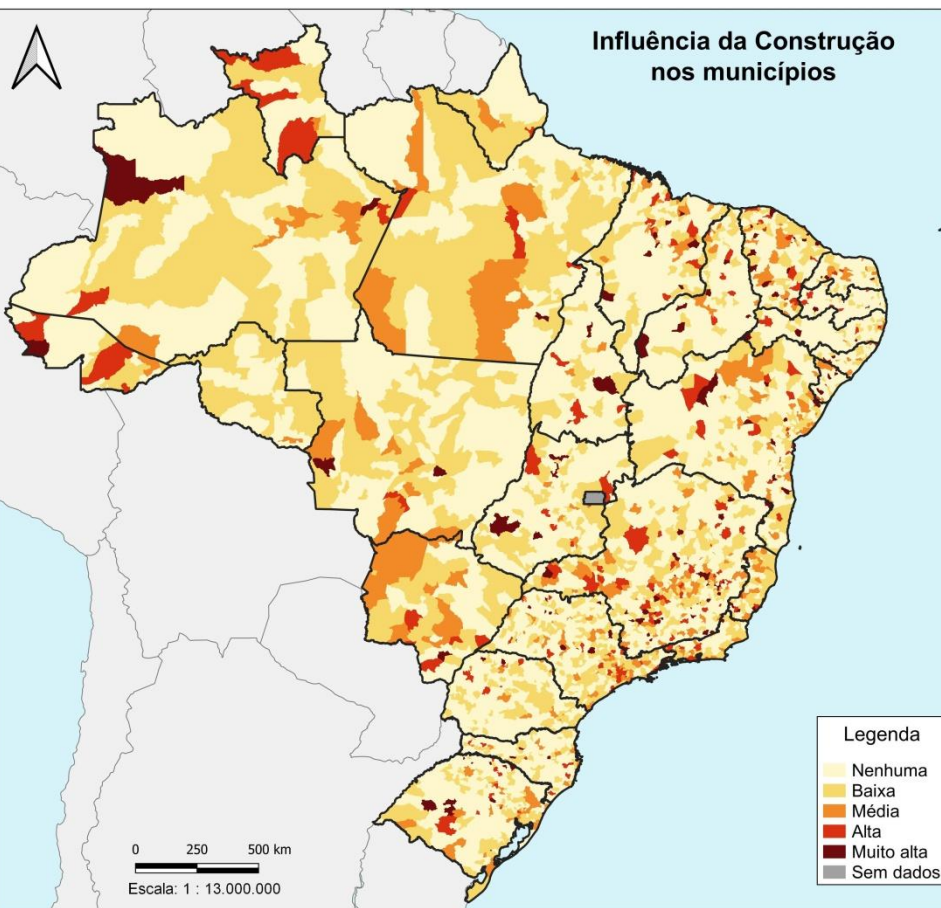 Influência da Construção
nos municípios
Legenda
Nenhuma
Baixa
Média
Alta
Muito alta
Sem dados
0 250 500 km
Escala: 1 : 13.000.000